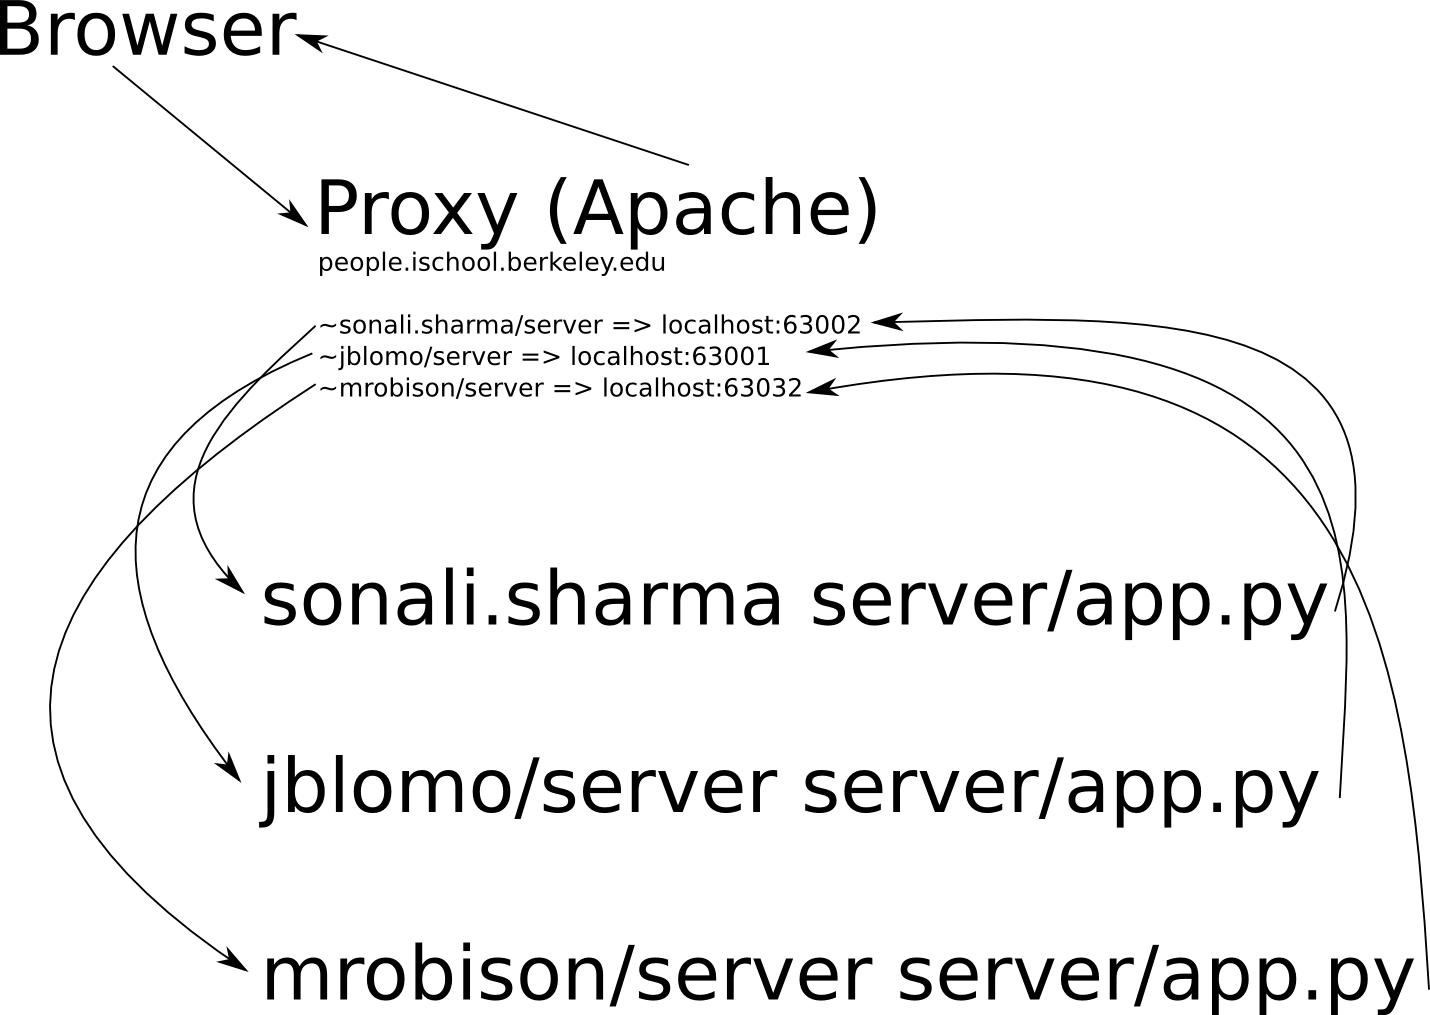 Browser
Proxy (Apache)
people.ischool.berkeley.edu
~sonali.sharma/server => localhost:63002
~jblomo/server => localhost:63001
~mrobison/server => localhost:63032
sonali.sharma server/app.py
jblomo/server server/app.py
mrobison/server server/app.py